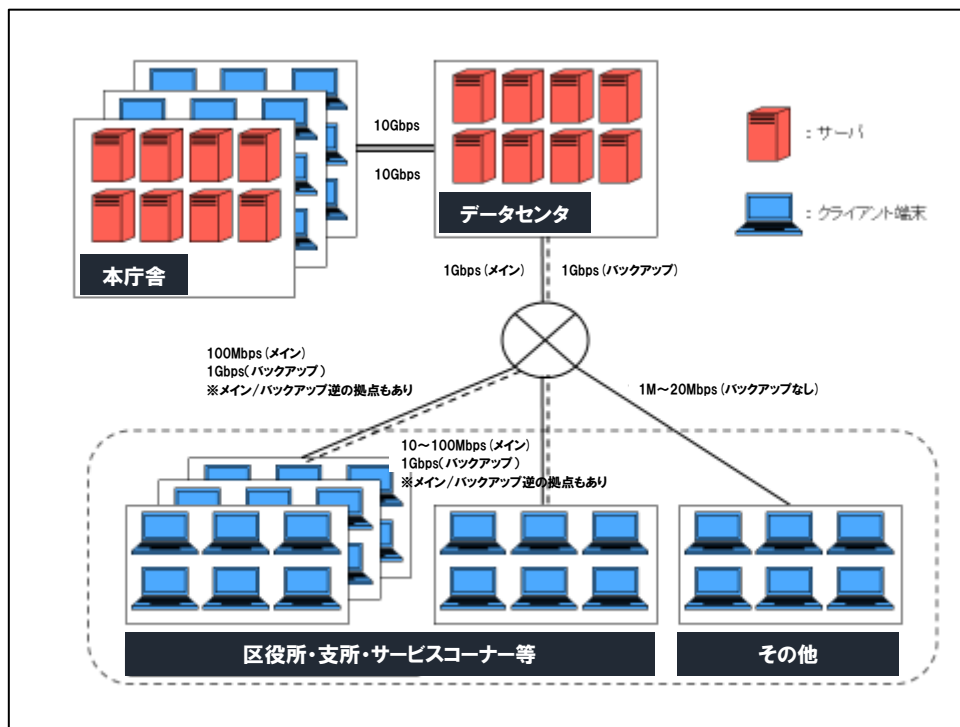 10Gbps
10Gbps
データセンタ
本庁舎
：サーバ
：クライアント端末
1Gbps（メイン）
1Gbps（バックアップ）
100Mbps（メイン）
1Gbps（バックアップ）
※メイン/バックアップ逆の拠点もあり
1M～20Mbps（バックアップなし）
10～100Mbps（メイン）
1Gbps（バックアップ）
※メイン/バックアップ逆の拠点もあり
区役所・支所・サービスコーナー等
その他